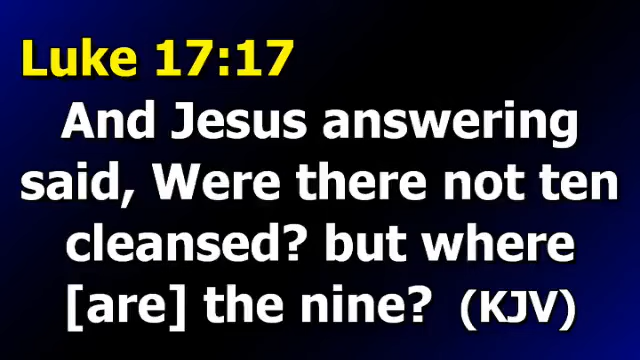 Luke 17:17
And Jesus answering
said, Were there not ten
cleansed? but where
[are] the nine? (KJV)